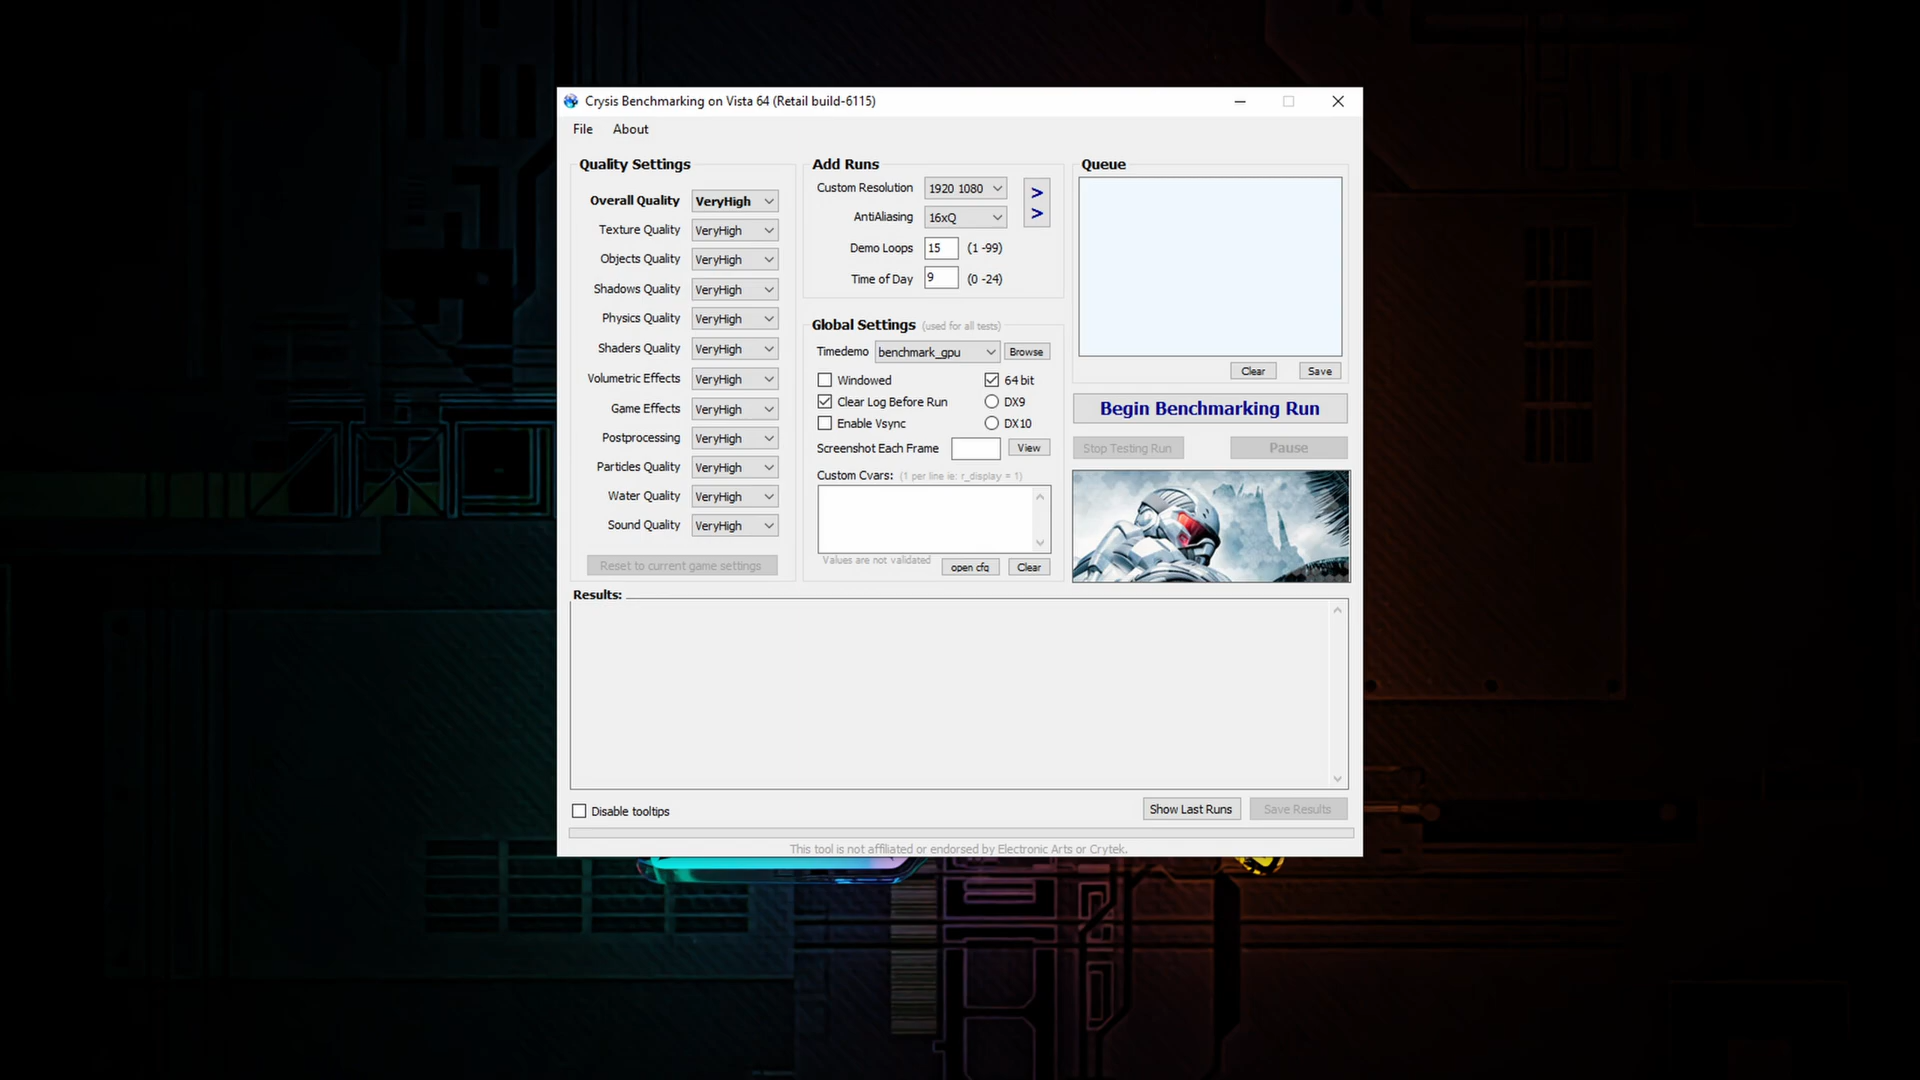 Crysis Benchmarking on Vista 64 (Retail build-6115)
File About
Quality Settings
Overall Quality VeryHigh
Texture Quality VeryHigh
Objects Quality VeryHigh
Shadows Quality VeryHigh
Physics Quality VeryHigh
Shaders Quality VeryHigh
Volumetric Effects VeryHigh
Game Effects VeryHigh
Postprocessing VeryHigh
Particles Quality VeryHigh
Water Quality VeryHigh
Sound Quality VeryHigh
Reset to current game settings
Add Runs
Custom Resolution 1920 1080
AntiAliasing 16xQ
>
>
Demo Loops 15 (1 -99)
Time of Day 9 (0 -24)
Global Settings (used for all tests)
Timedemo benchmark_gpu Browse
Windowed 64 bit
Clear Log Before Run DX9
Enable Vsync DX10
Screenshot Each Frame View
Custom Cvars: (1 per line ie: r_display = 1)
Values are not validated open cfg Clear
Queue
Clear Save
Begin Benchmarking Run
Stop Testing Run Pause
Results:
Disable tooltips
Show Last Runs Save Results
This tool is not affiliated or endorsed by Electronic Arts or Crytek.